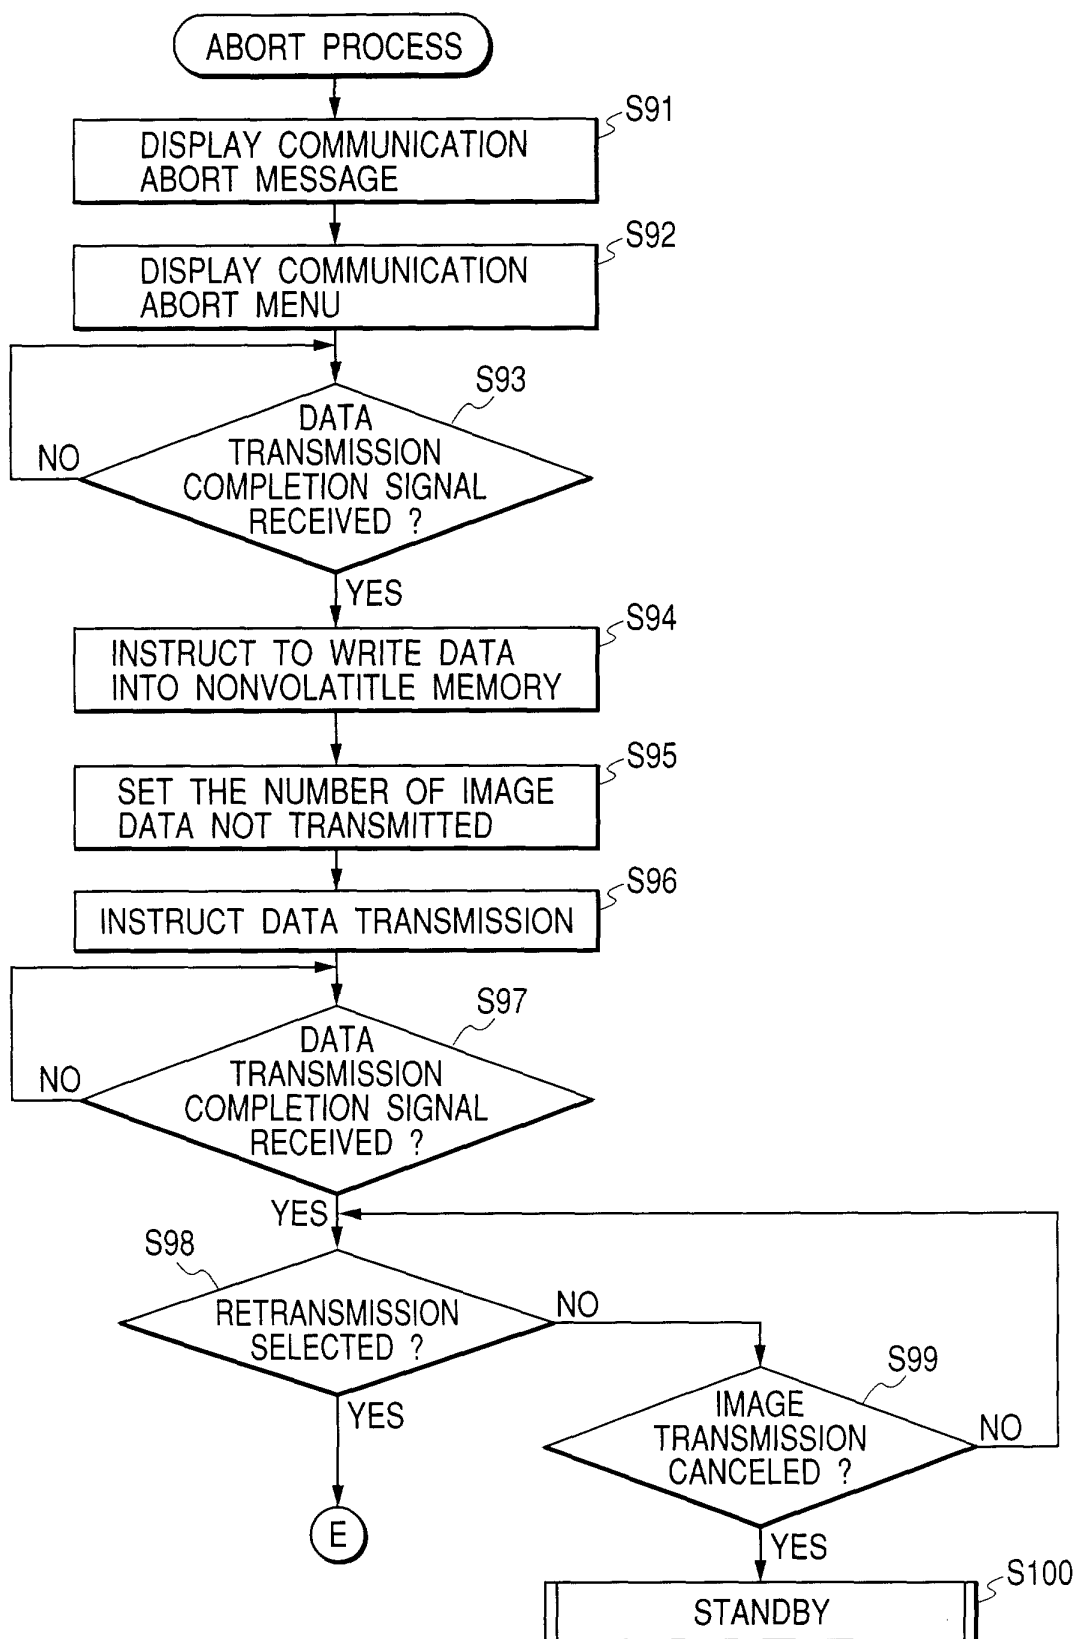 ABORT PROCESS
S91
DISPLAY COMMUNICATION
ABORT MESSAGE
S92
DISPLAY COMMUNICATION
ABORT MENU
S93
DATA
TRANSMISSION
COMPLETION SIGNAL
RECEIVED ?
NO
YES
S94
INSTRUCT TO WRITE DATA
INTO NONVOLATITLE MEMORY
S95
SET THE NUMBER OF IMAGE
DATA NOT TRANSMITTED
S96
INSTRUCT DATA TRANSMISSION
S97
DATA
TRANSMISSION
COMPLETION SIGNAL
RECEIVED ?
NO
YES
S98
RETRANSMISSION
SELECTED ?
NO
YES
S99
IMAGE
TRANSMISSION
CANCELED ?
NO
E
YES
S100
STANDBY